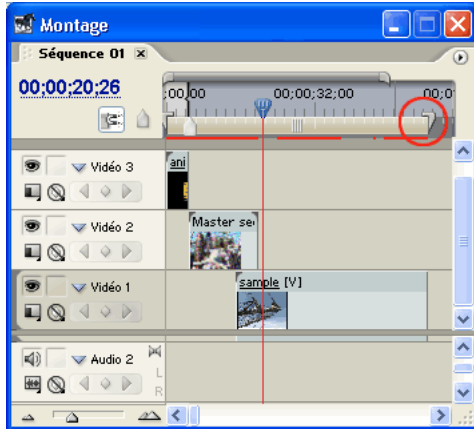 Montage
Séquence 01 x
00;00;20;26
;00;00 00;00;32;00 00;0
Vidéo 3
ani
Vidéo 2
Master se
Vidéo 1
sample [V]
Audio 2
L
R